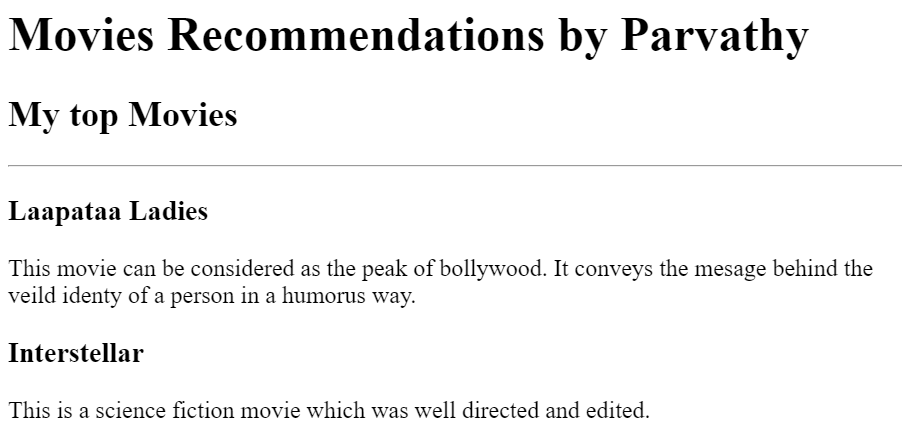 Movies Recommendations by Parvathy
My top Movies
Laapataa Ladies
This movie can be considered as the peak of bollywood. It conveys the mesage behind the
veild identy of a person in a humorus way.
Interstellar
This is a science fiction movie which was well directed and edited.